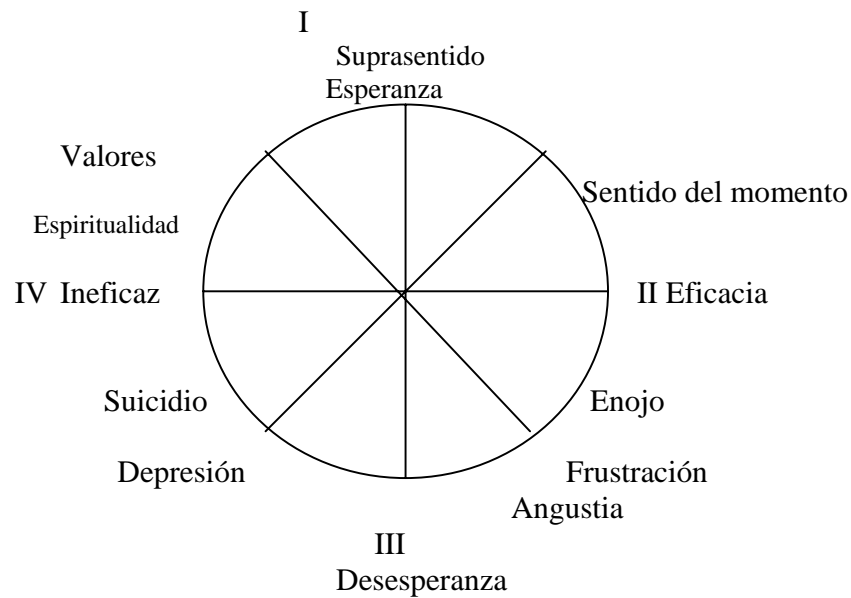 I
Suprasentido
Esperanza
Valores
Sentido del momento
Espiritualidad
IV Ineficaz
II Eficacia
Suicidio
Enojo
Depresión
Frustración
Angustia
III
Desesperanza